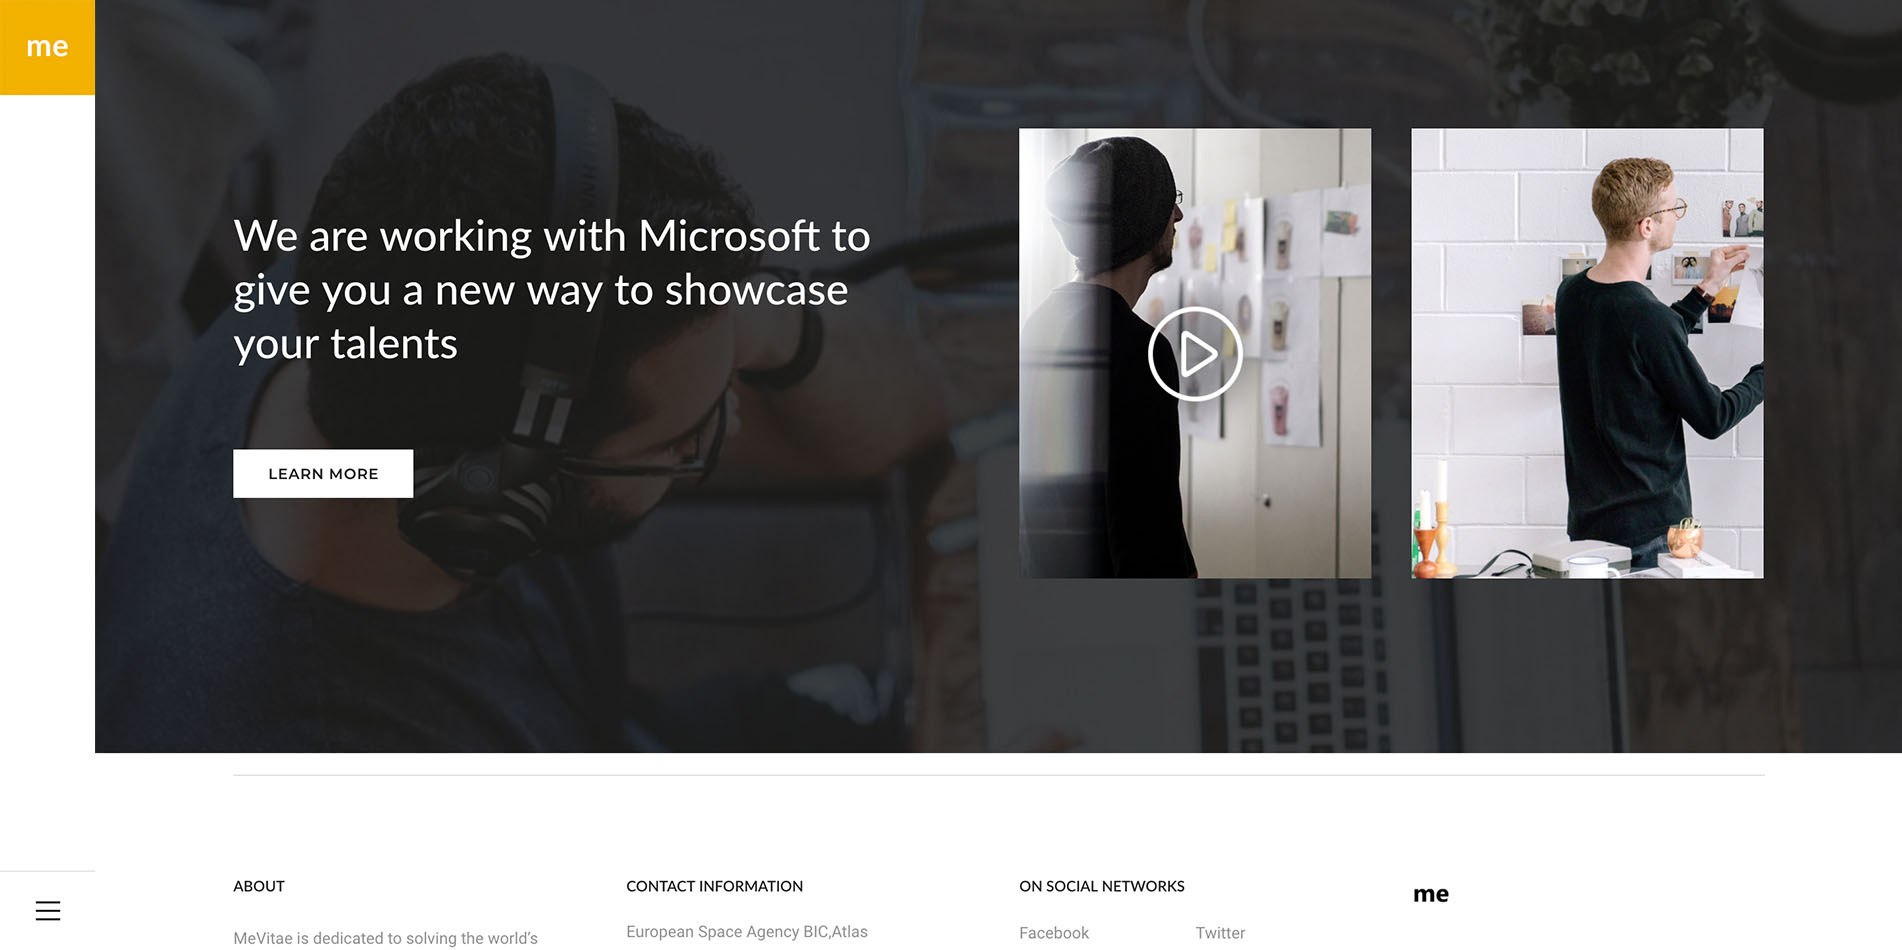 me
We are working with Microsoft to
give you a new way to showcase
your talents
LEARN MORE
ABOUT
MeVitae is dedicated to solving the world's
CONTACT INFORMATION
European Space Agency BIC,Atlas
ON SOCIAL NETWORKS
Facebook
Twitter
me